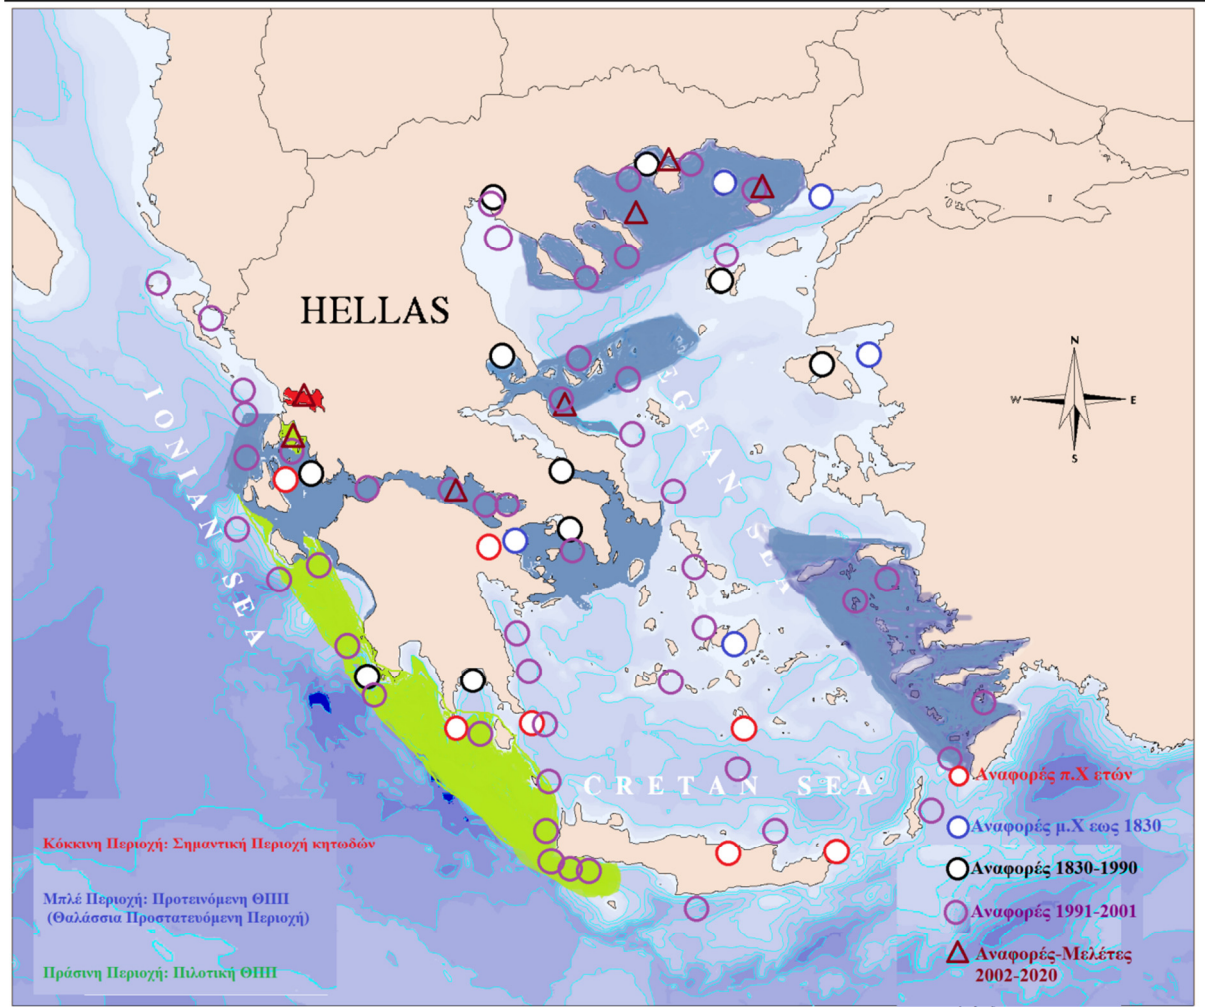 HELLAS
N
W
E
S
IONIAN SEA
EGEAN SEA
CRETAN SEA
Αναφορές π.Χ ετών
Αναφορές μ.Χ εως 1830
Αναφορές 1830-1990
Αναφορές 1991-2001
Αναφορές-Μελέτες
2002-2020
Κόκκινη Περιοχή: Σημαντική Περιοχή κητωδών
Μπλέ Περιοχή: Προτεινόμενη ΘΠΠ
(Θαλάσσια Προστατευόμενη Περιοχή)
Πράσινη Περιοχή: Πιλοτική ΘΠΠ